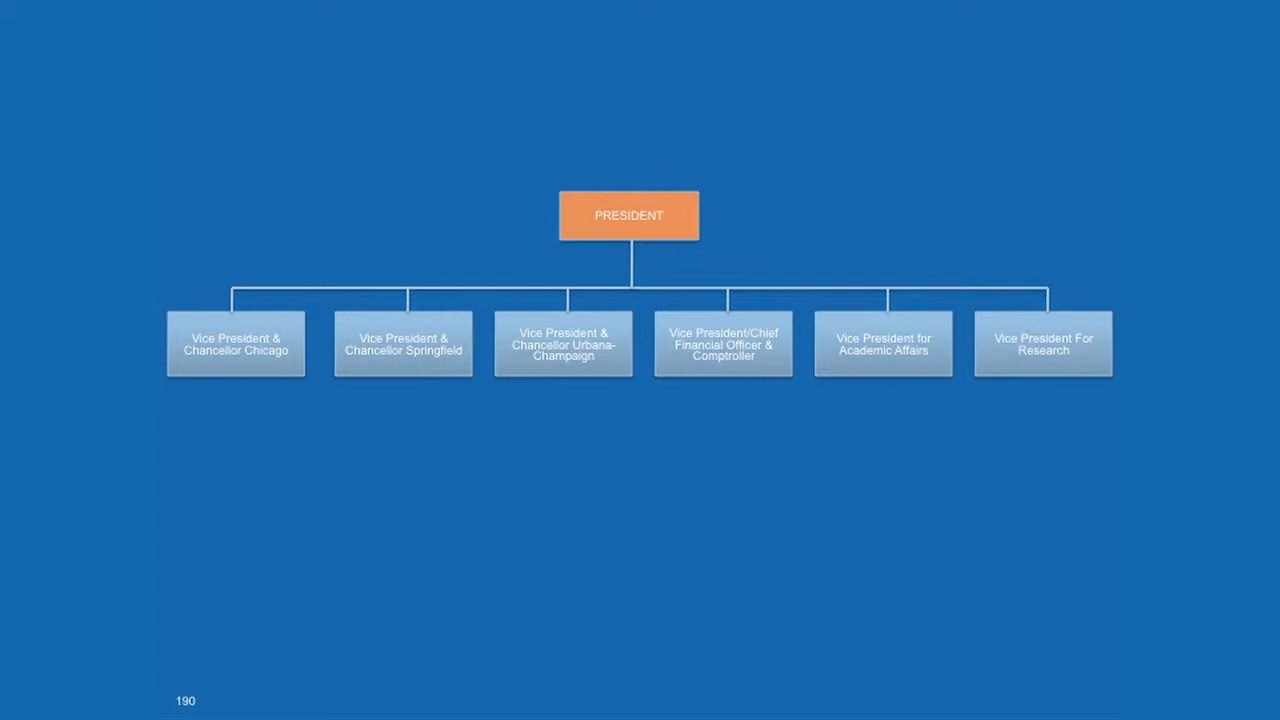 PRESIDENT
Vice President &
Chancellor Chicago
Vice President &
Chancellor Springfield
Vice President &
Chancellor Urbana-
Champaign
Vice President/Chief
Financial Officer &
Comptroller
Vice President for
Academic Affairs
Vice President For
Research
190